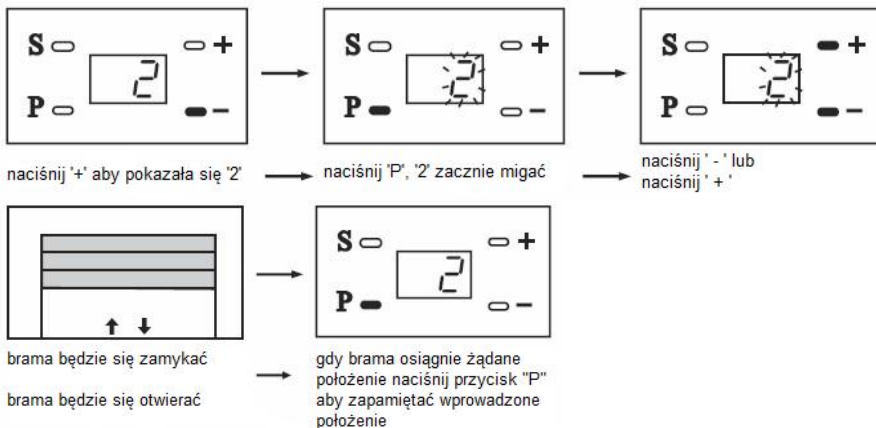 S
+
2
P
-
S
+
2
P
-
S
+
2
P
-
naciśnij '+' aby pokazała się '2'
naciśnij 'P', '2' zacznie migać
naciśnij ' - ' lub
naciśnij ' + '
S
+
2
P
-
brama będzie się zamykać
brama będzie się otwierać
gdy brama osiągnie żądane
położenie naciśnij przycisk "P"
aby zapamiętać wprowadzone
położenie